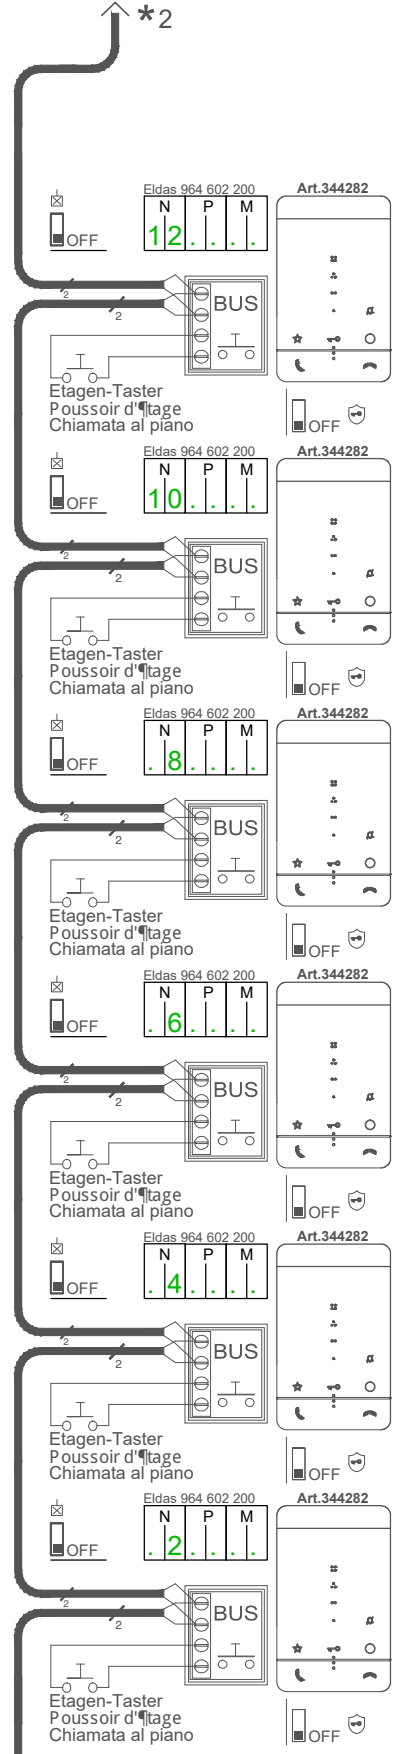 *2
Eldas 964 602 200 Art.344282
N P M
OFF
12....
BUS
2
2
Etagen-Taster
Poussoir d'¶tage
Chiamata al piano
OFF
Eldas 964 602 200 Art.344282
N P M
OFF
10....
BUS
2
2
Etagen-Taster
Poussoir d'¶tage
Chiamata al piano
OFF
Eldas 964 602 200 Art.344282
N P M
OFF
.8....
BUS
2
2
Etagen-Taster
Poussoir d'¶tage
Chiamata al piano
OFF
Eldas 964 602 200 Art.344282
N P M
OFF
.6....
BUS
2
2
Etagen-Taster
Poussoir d'¶tage
Chiamata al piano
OFF
Eldas 964 602 200 Art.344282
N P M
OFF
.4....
BUS
2
2
Etagen-Taster
Poussoir d'¶tage
Chiamata al piano
OFF
Eldas 964 602 200 Art.344282
N P M
OFF
.2....
BUS
2
2
Etagen-Taster
Poussoir d'¶tage
Chiamata al piano
OFF